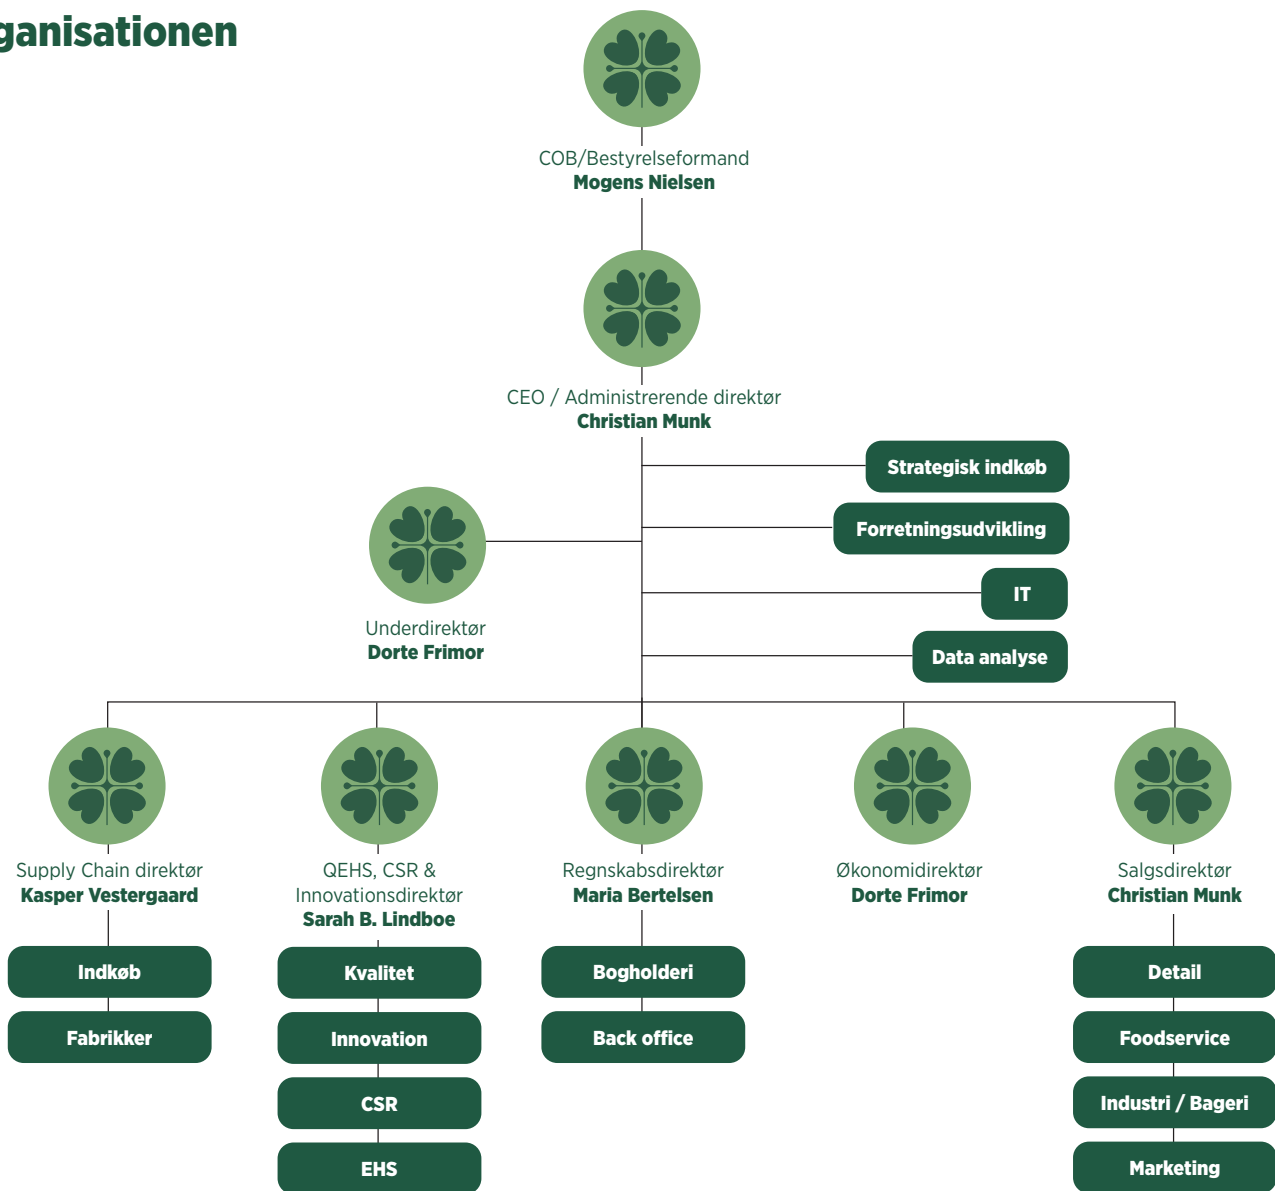 ganisationen
COB/Bestyrelseformand
Mogens Nielsen
CEO / Administrerende direktør
Christian Munk
Strategisk indkøb
Forretningsudvikling
IT
Data analyse
Underdirektør
Dorte Frimor
Supply Chain direktør
Kasper Vestergaard
Indkøb
Fabrikker
QEHS, CSR &
Innovationsdirektør
Sarah B. Lindboe
Kvalitet
Innovation
CSR
EHS
Regnskabsdirektør
Maria Bertelsen
Bogholderi
Back office
Økonomidirektør
Dorte Frimor
Salgsdirektør
Christian Munk
Detail
Foodservice
Industri / Bageri
Marketing